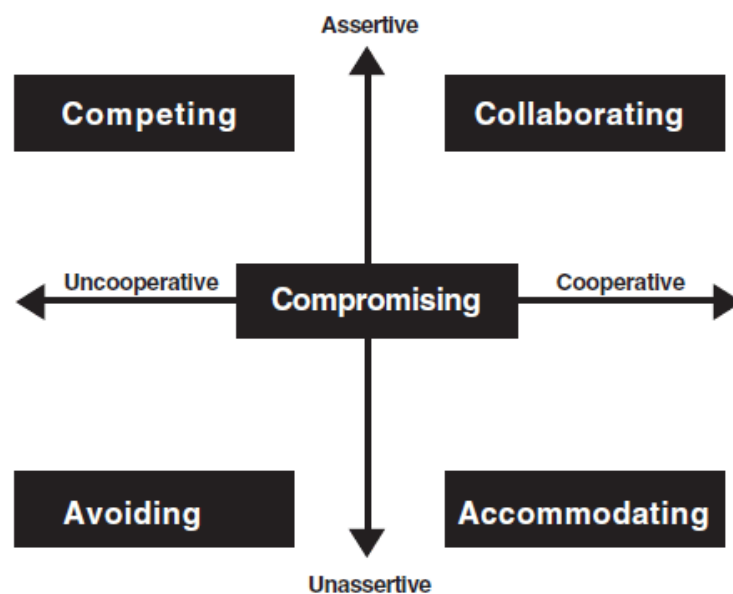 Assertive
Competing
Collaborating
Uncooperative
Compromising
Cooperative
Avoiding
Accommodating
Unassertive